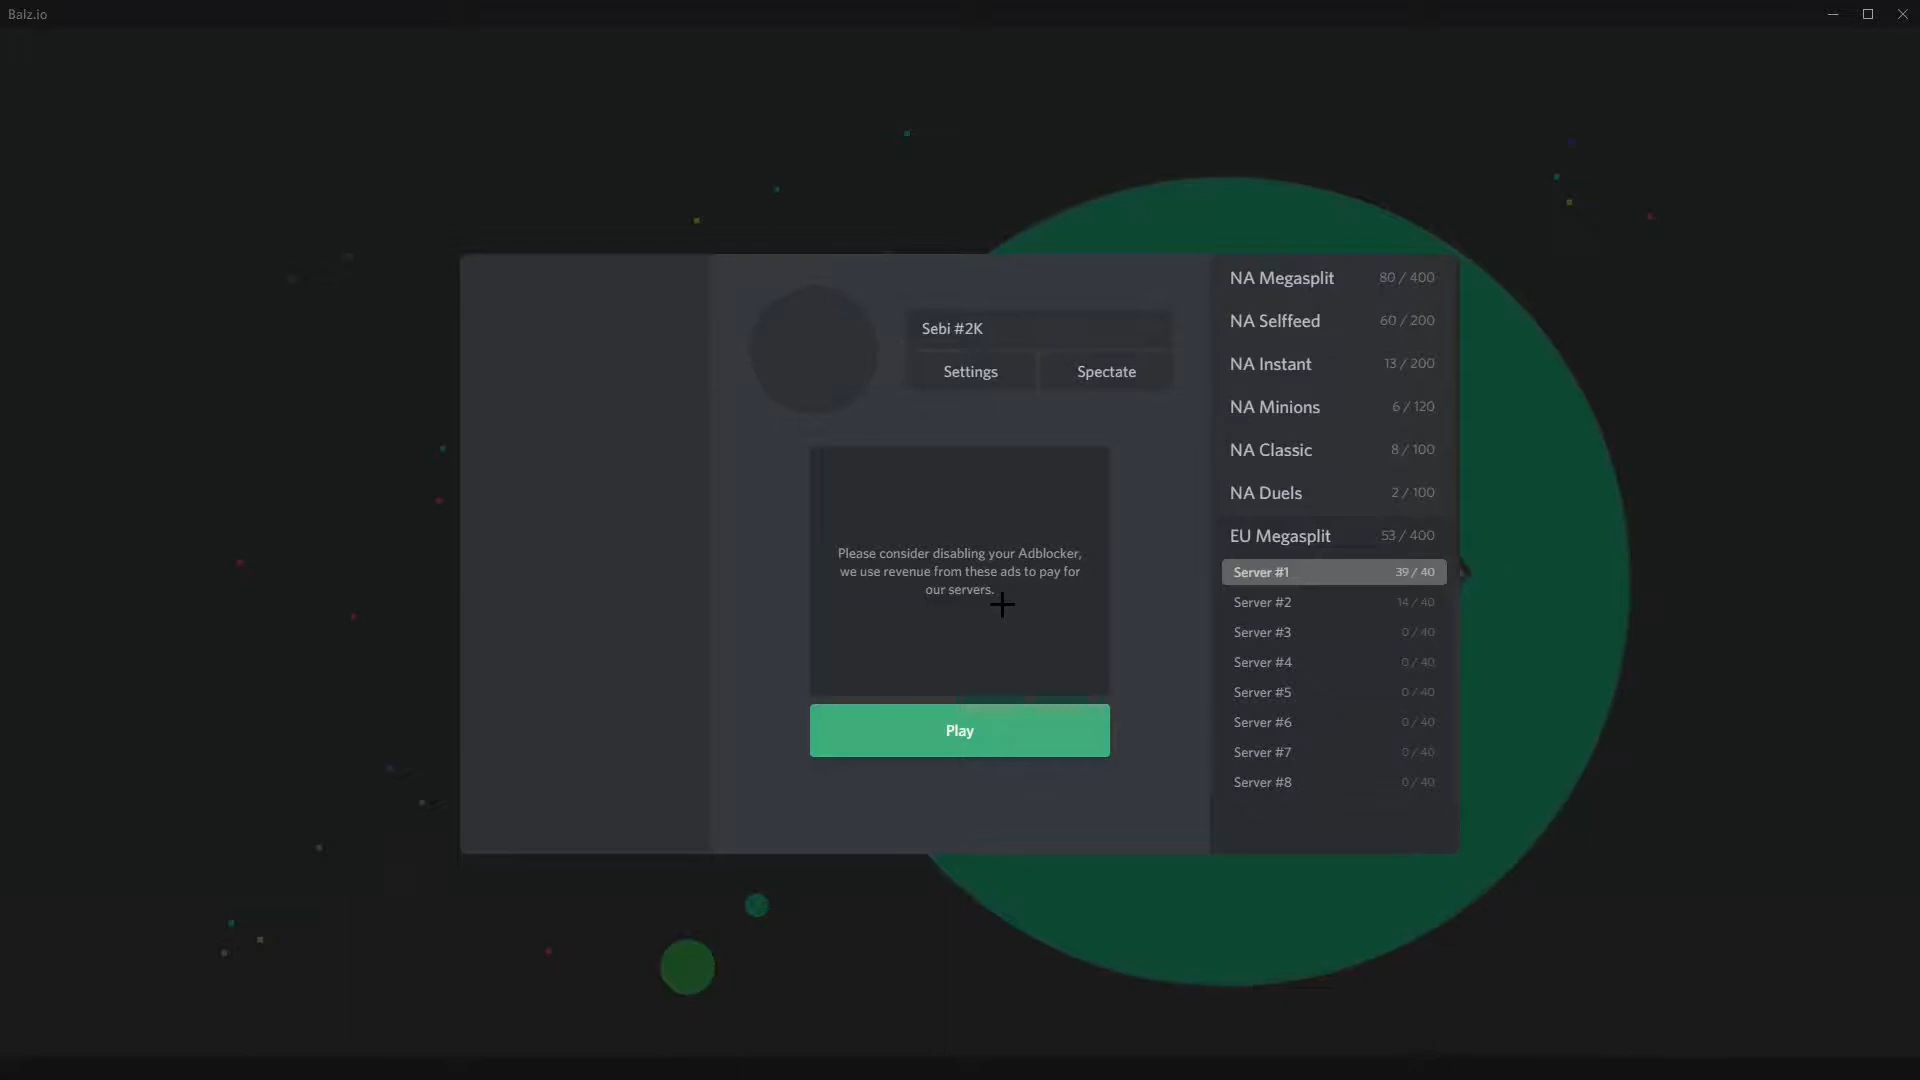 Balz.io
Sebi #2K
Settings
Spectate
Please consider disabling your Adblocker,
we use revenue from these ads to pay for
our servers.
Play
NA Megasplit 80 / 400
NA Selffeed 60 / 200
NA Instant 13 / 200
NA Minions 6 / 120
NA Classic 8 / 100
NA Duels 2 / 100
EU Megasplit 53 / 400
Server #1 39 / 40
Server #2 14 / 40
Server #3 0 / 40
Server #4 0 / 40
Server #5 0 / 40
Server #6 0 / 40
Server #7 0 / 40
Server #8 0 / 40